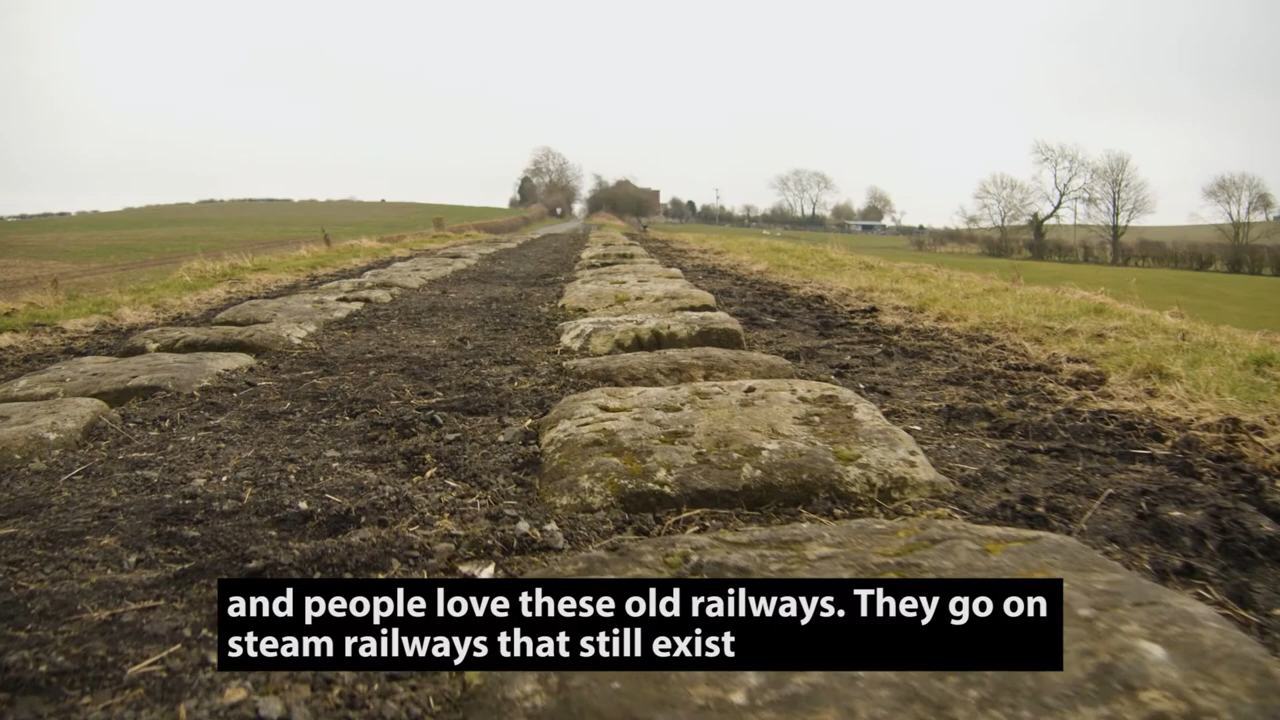 and people love these old railways. They go on
steam railways that still exist